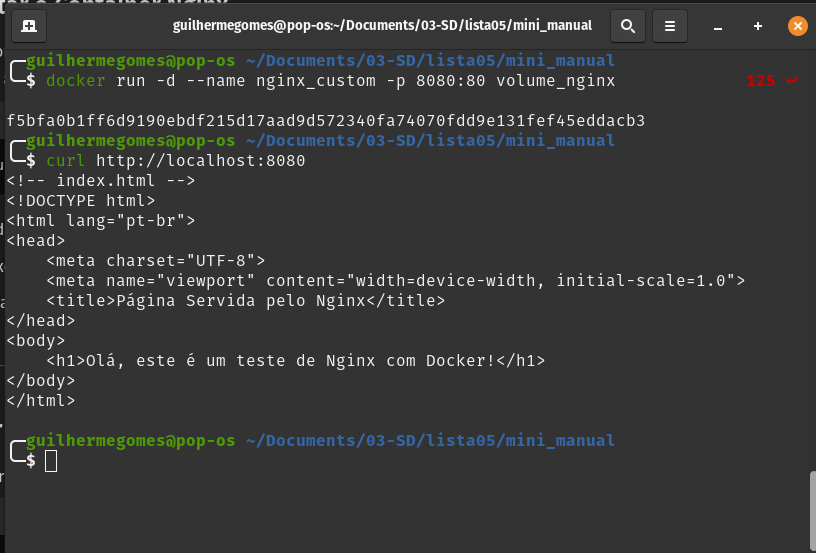 guilhermegomes@pop-os:~/Documents/03-SD/lista05/mini_manual
guilhermegomes@pop-os ~/Documents/03-SD/lista05/mini_manual
$ docker run -d --name nginx_custom -p 8080:80 volume_nginx 125 ↵
f5bfa0b1ff6d9190ebdf215d17aad9d572340fa74070fdd9e131fef45eddacb3
guilhermegomes@pop-os ~/Documents/03-SD/lista05/mini_manual
$ curl http://localhost:8080
<!-- index.html -->
<!DOCTYPE html>
<html lang="pt-br">
<head>
    <meta charset="UTF-8">
    <meta name="viewport" content="width=device-width, initial-scale=1.0">
    <title>Página Servida pelo Nginx</title>
</head>
<body>
    <h1>Olá, este é um teste de Nginx com Docker!</h1>
</body>
</html>
guilhermegomes@pop-os ~/Documents/03-SD/lista05/mini_manual
$